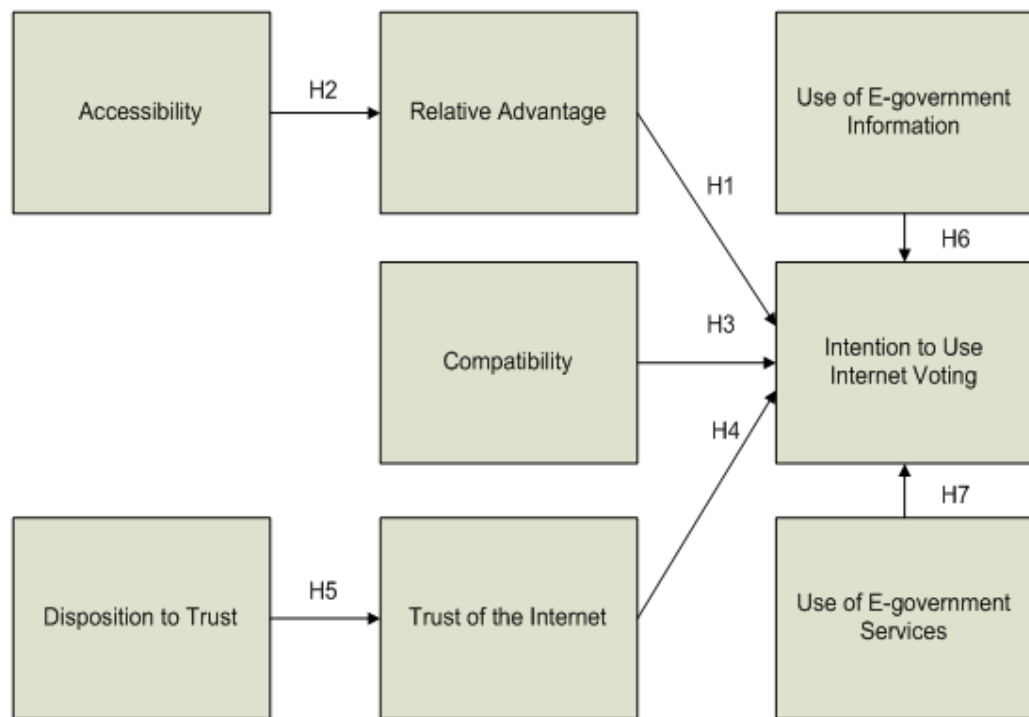 Accessibility
H2
Relative Advantage
Use of E-government
Information
H1
H6
Compatibility
H3
Intention to Use
Internet Voting
H4
H7
Disposition to Trust
H5
Trust of the Internet
Use of E-government
Services